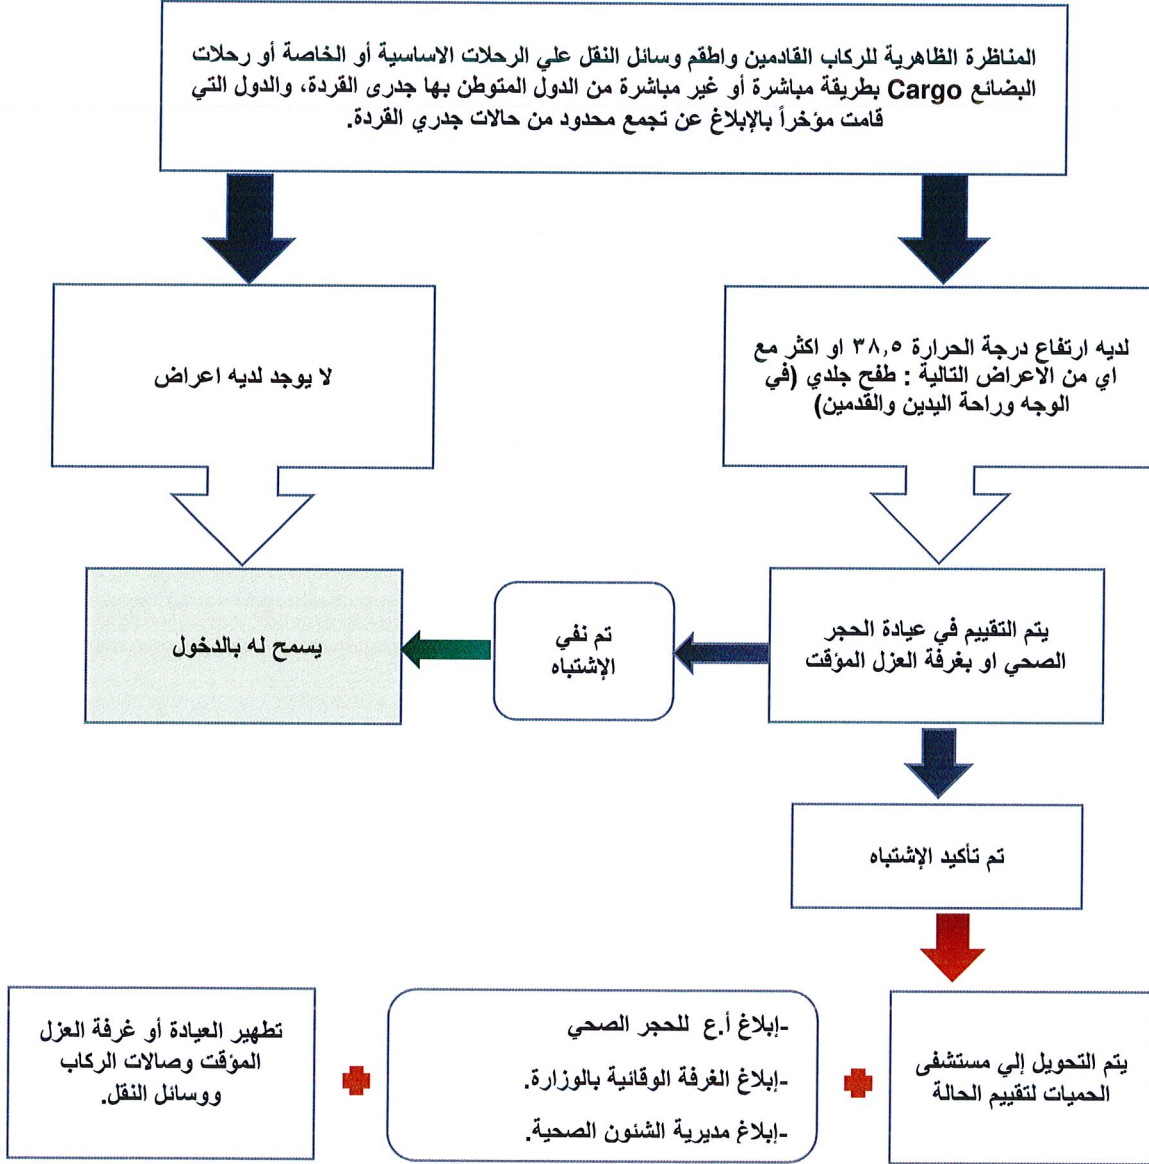 المناظرة الظاهرية للركاب القادمين واطقم وسائل النقل علي الرحلات الاساسية أو الخاصة أو رحلات
البضائع Cargo بطريقة مباشرة أو غير مباشرة من الدول المتوطن بها جدرى القردة، والدول التي
قامت مؤخراً بالإبلاغ عن تجمع محدود من حالات جدري القردة.
لديه ارتفاع درجة الحرارة ٣٨,٥ او اكثر مع
اي من الاعراض التالية : طفح جلدي (في
الوجه وراحة اليدين والقدمين)
لا يوجد لديه اعراض
يتم التقييم في عيادة الحجر
الصحي او بغرفة العزل المؤقت
تم نفي
الإشتباه
يسمح له بالدخول
تم تأكيد الإشتباه
يتم التحويل إلي مستشفى
الحميات لتقييم الحالة
-إبلاغ أ.ع للحجر الصحي
-إبلاغ الغرفة الوقائية بالوزارة.
-إبلاغ مديرية الشئون الصحية.
تطهير العيادة أو غرفة العزل
المؤقت وصالات الركاب
ووسائل النقل.